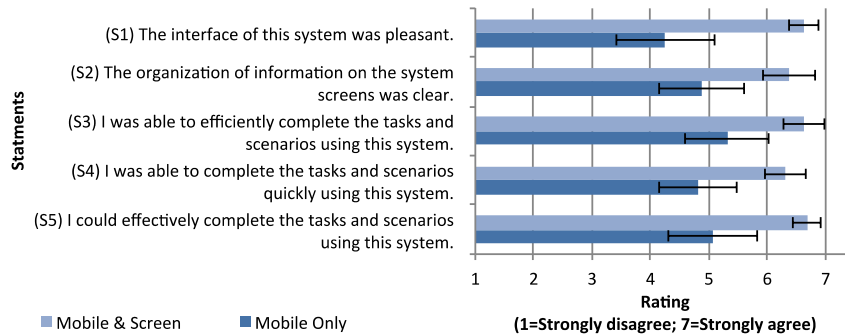 Statments
(S1) The interface of this system was pleasant.
(S2) The organization of information on the system
screens was clear.
(S3) I was able to efficiently complete the tasks and
scenarios using this system.
(S4) I was able to complete the tasks and scenarios
quickly using this system.
(S5) I could effectively complete the tasks and scenarios
using this system.
1 2 3 4 5 6 7
Rating
(1=Strongly disagree; 7=Strongly agree)
Mobile & Screen Mobile Only